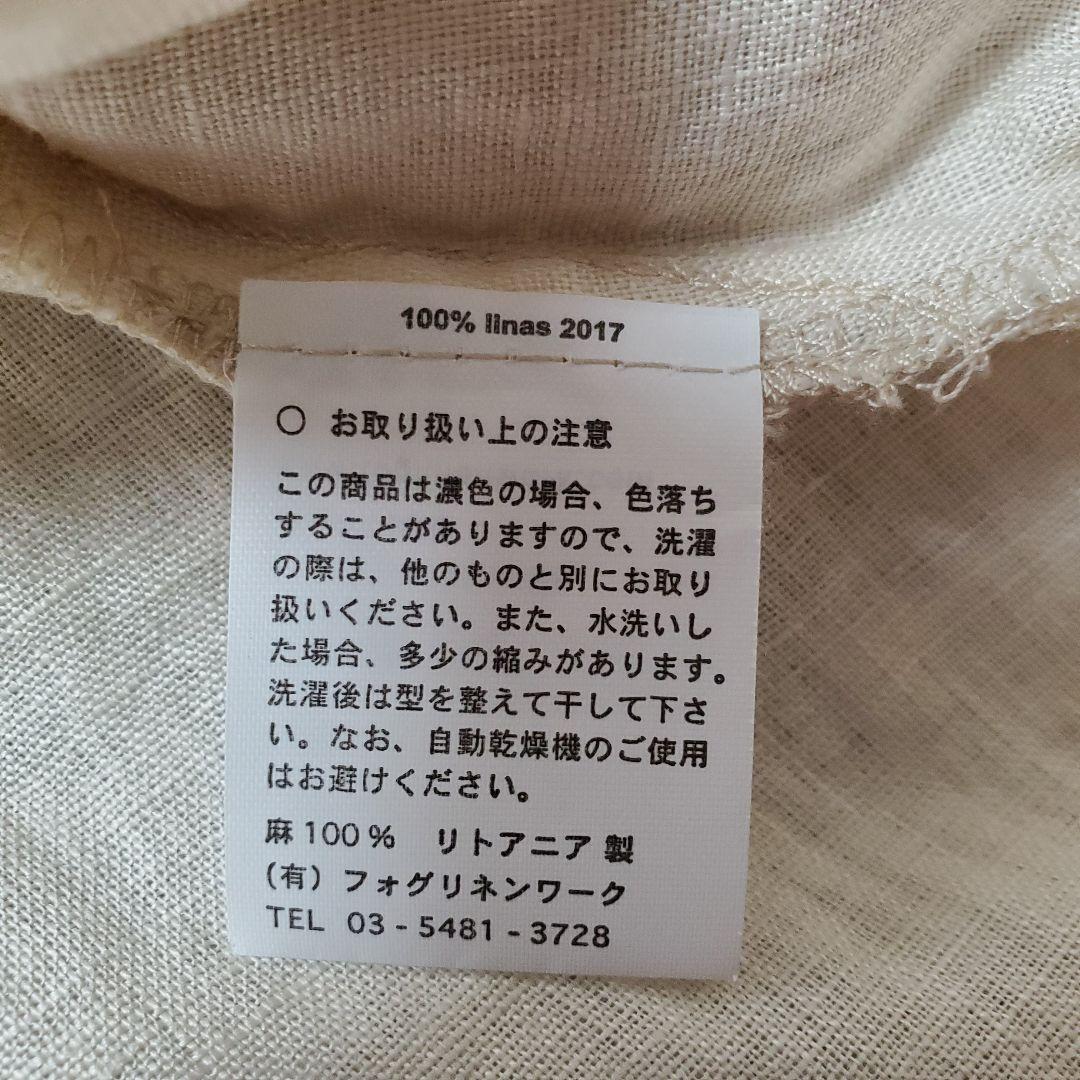 100% linas 2017
○ お取り扱い上の注意
この商品は濃色の場合、色落ち
することがありますので、洗濯
の際は、他のものと別にお取り
扱いください。また、水洗いし
た場合、多少の縮みがあります。
洗濯後は型を整えて干して下さ
い。なお、自動乾燥機のご使用
はお避けください。
麻100% リトアニア製
(有)フォグリネンワーク
TEL 03-5481-3728